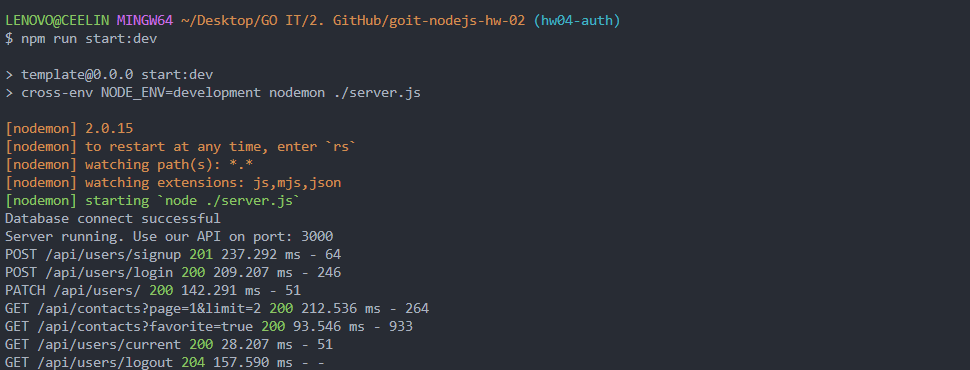 LENOVO@CEELIN MINGW64 ~/Desktop/GO IT/2. GitHub/goit-nodejs-hw-02 (hw04-auth)
$ npm run start:dev
> template@0.0.0 start:dev
> cross-env NODE_ENV=development nodemon ./server.js
[nodemon] 2.0.15
[nodemon] to restart at any time, enter `rs`
[nodemon] watching path(s): *.*
[nodemon] watching extensions: js,mjs,json
[nodemon] starting `node ./server.js`
Database connect successful
Server running. Use our API on port: 3000
POST /api/users/signup 201 237.292 ms - 64
POST /api/users/login 200 209.207 ms - 246
PATCH /api/users/ 200 142.291 ms - 51
GET /api/contacts?page=1&limit=2 200 212.536 ms - 264
GET /api/contacts?favorite=true 200 93.546 ms - 933
GET /api/users/current 200 28.207 ms - 51
GET /api/users/logout 204 157.590 ms - -